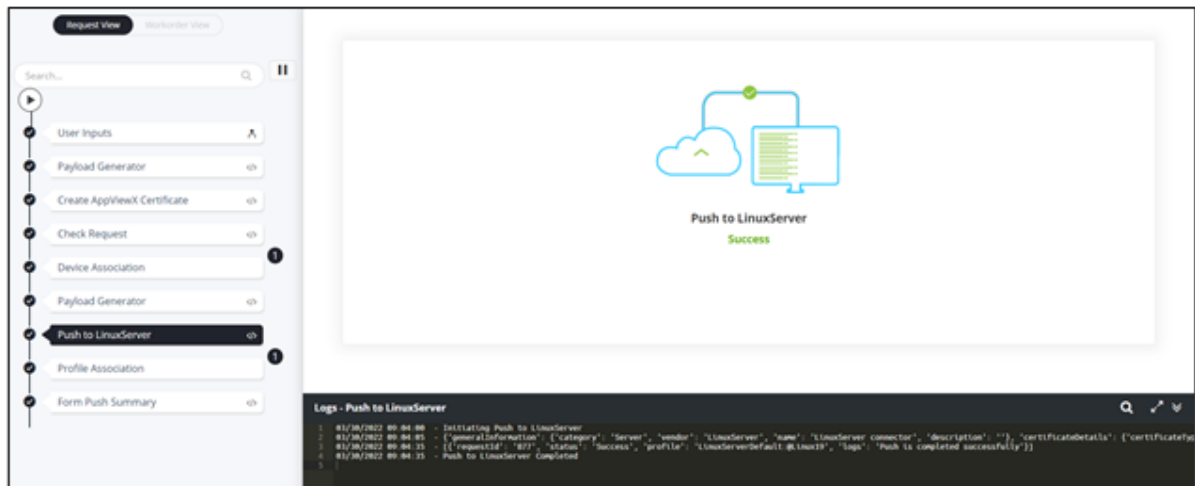 Request View
Workorder View
Search...
User Inputs
Payload Generator
Create AppViewX Certificate
Check Request
1
Device Association
Payload Generator
Push to LinuxServer
1
Profile Association
Form Push Summary
Push to LinuxServer
Success
Logs - Push to LinuxServer
1 03/30/2022 09:04:00 - Initiating Push to LinuxServer
2 03/30/2022 09:04:05 - {'generalInformation': {'category': 'Server', 'vendor': 'LinuxServer', 'name': 'LinuxServer connector', 'description': ''}, 'certificateDetails': {'certificateTyp
3 03/30/2022 09:04:35 - [{'requestId': '877', 'status': 'Success', 'profile': 'LinuxServerDefault:@Linux19', 'logs': 'Push is completed successfully'}]
4 03/30/2022 09:04:35 - Push to LinuxServer Completed
5